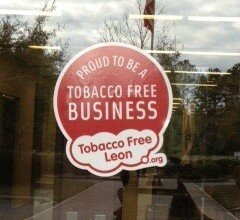 PROUD TO BE A
TOBACCO FREE
BUSINESS
Tobacco Free
Leon
.org